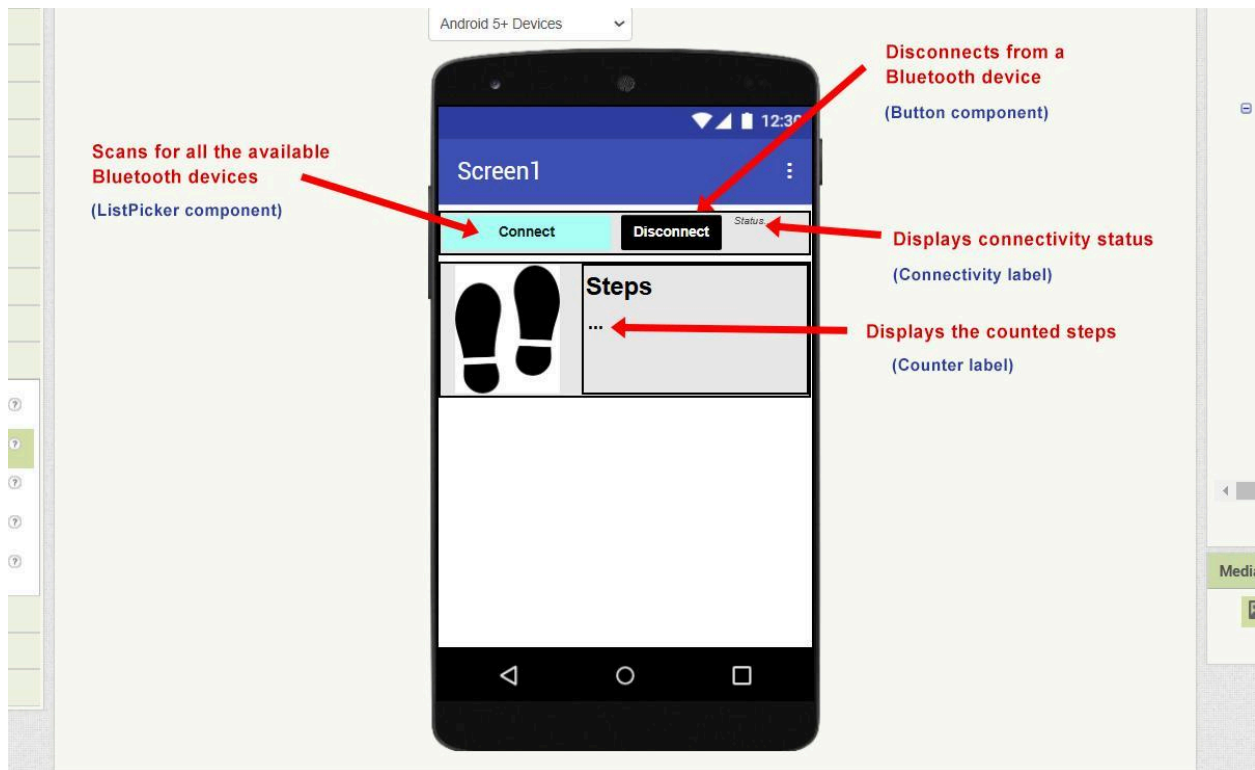 Android 5+ Devices
Disconnects from a
Bluetooth device
(Button component)
12:30
Scans for all the available
Bluetooth devices
(ListPicker component)
Screen1
Connect
Disconnect
Status...
Displays connectivity status
(Connectivity label)
Steps
...
Displays the counted steps
(Counter label)
Media